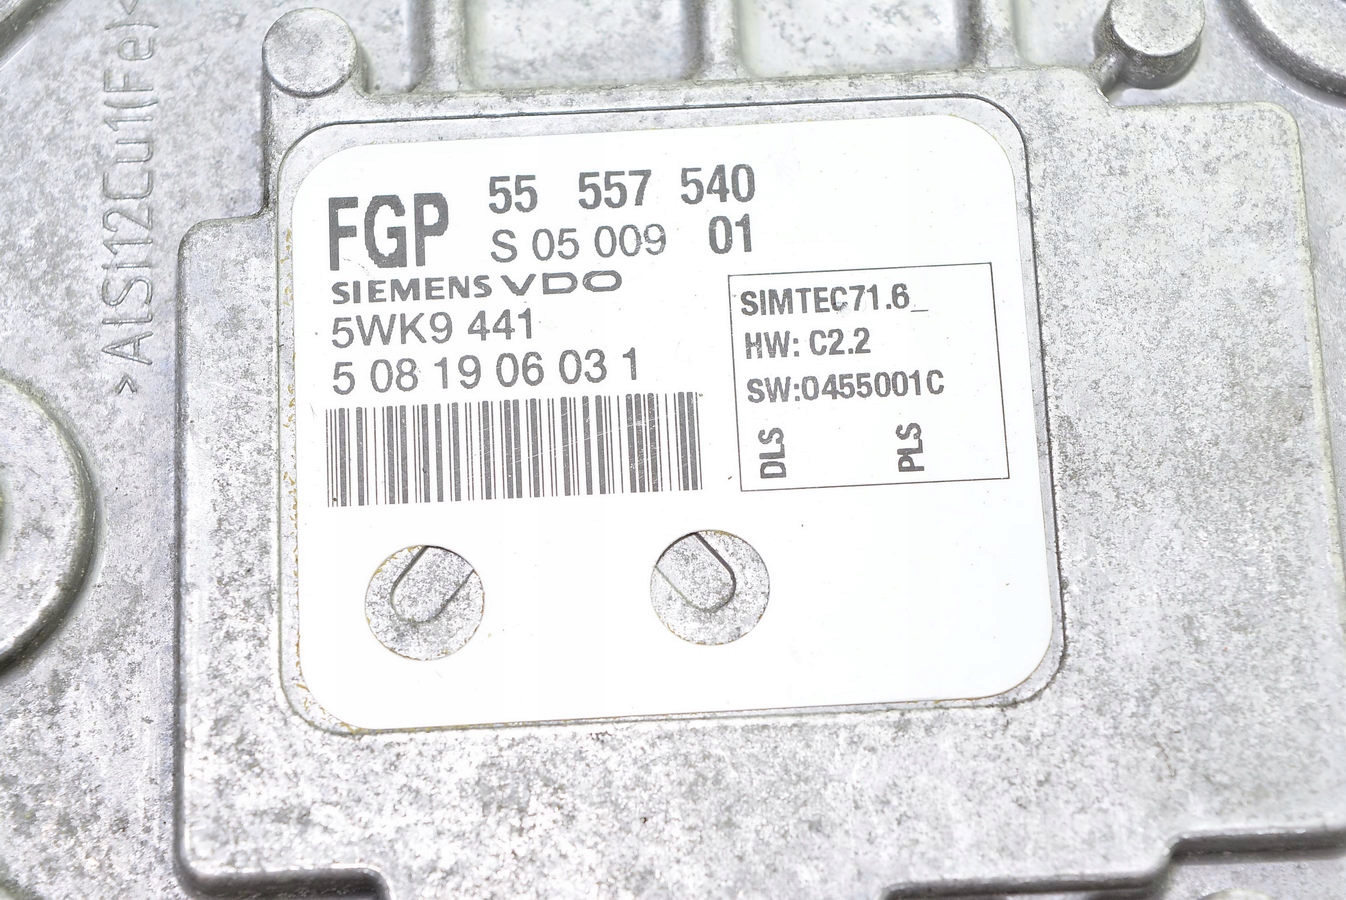 >ALSi12Cu1(Fe)<
FGP 55 557 540
S 05 009 01
SIEMENS VDO
5WK9 441
5 08 19 06 03 1
SIMTEC71.6_
HW: C2.2
SW:0455001C
DLS PLS